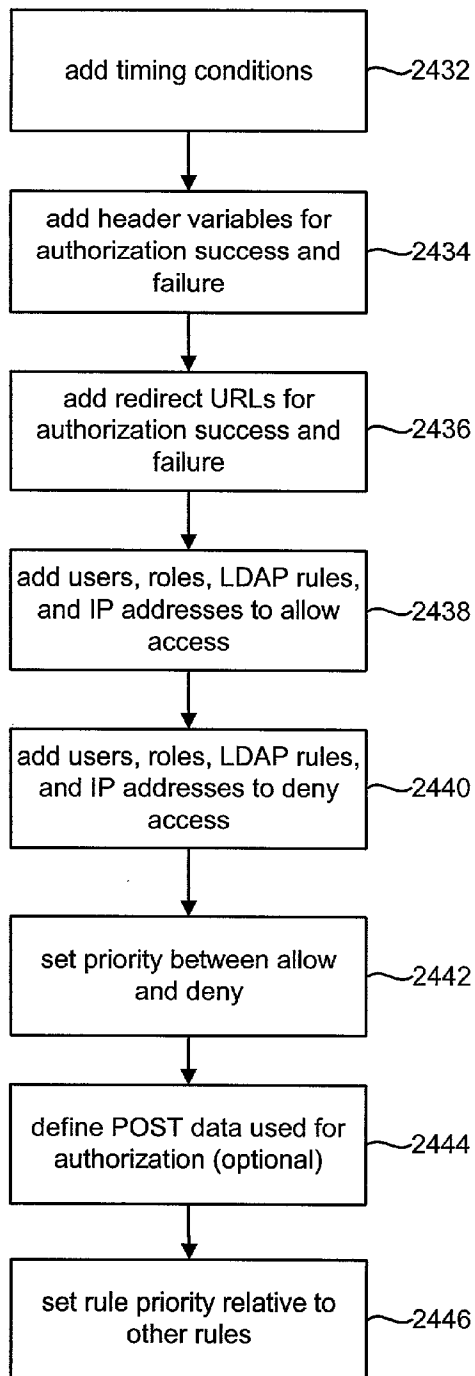 add timing conditions 2432
add header variables for
authorization success and 2434
failure
add redirect URLs for
authorization success and 2436
failure
add users, roles, LDAP rules,
and IP addresses to allow 2438
access
add users, roles, LDAP rules,
and IP addresses to deny 2440
access
set priority between allow 2442
and deny
define POST data used for 2444
authorization (optional)
set rule priority relative to 2446
other rules